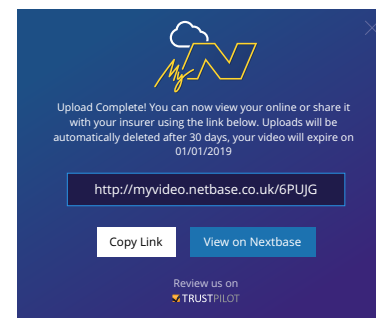 My N
Upload Complete! You can now view your online or share it
with your insurer using the link below. Uploads will be
automatically deleted after 30 days, your video will expire on
01/01/2019
http://myvideo.netbase.co.uk/6PUJG
Copy Link
View on Nextbase
Review us on
TRUSTPILOT